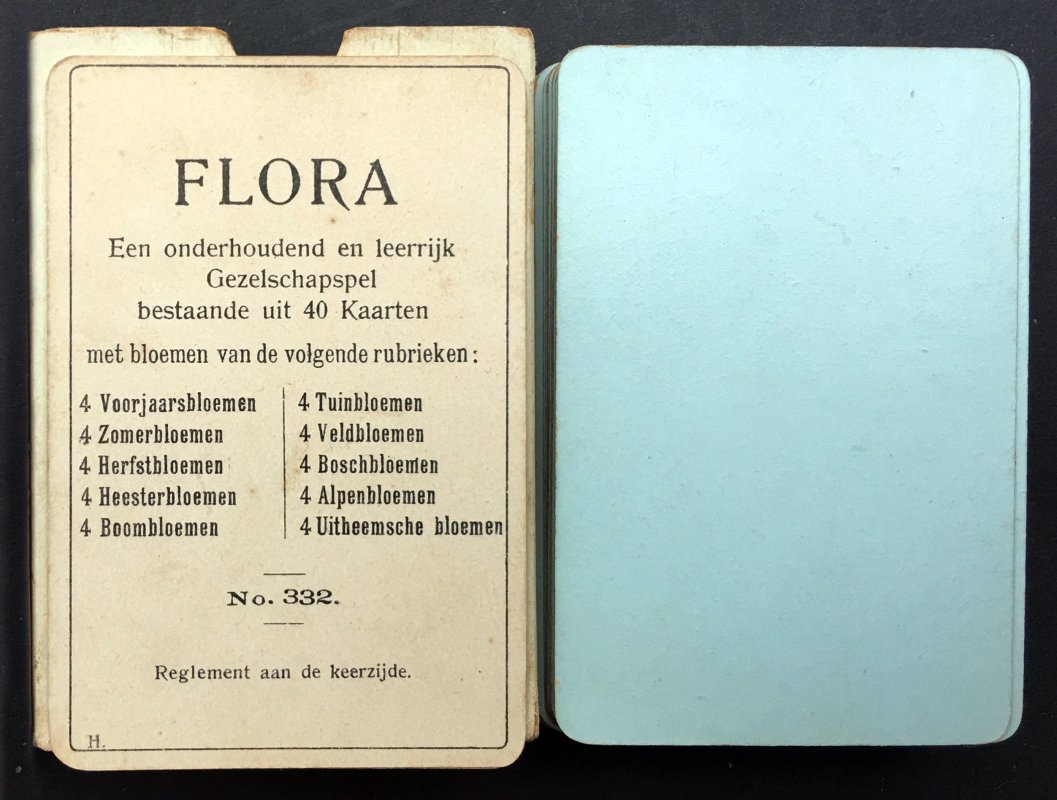 FLORA
Een onderhoudend en leerrijk
Gezelschapspel
bestaande uit 40 Kaarten
met bloemen van de volgende rubrieken:
4 Voorjaarsbloemen
4 Zomerbloemen
4 Herfstbloemen
4 Heesterbloemen
4 Boombloemen
4 Tuinbloemen
4 Veldbloemen
4 Boschbloemen
4 Alpenbloemen
4 Uitheemsche bloemen
No. 332.
Reglement aan de keerzijde.
H.